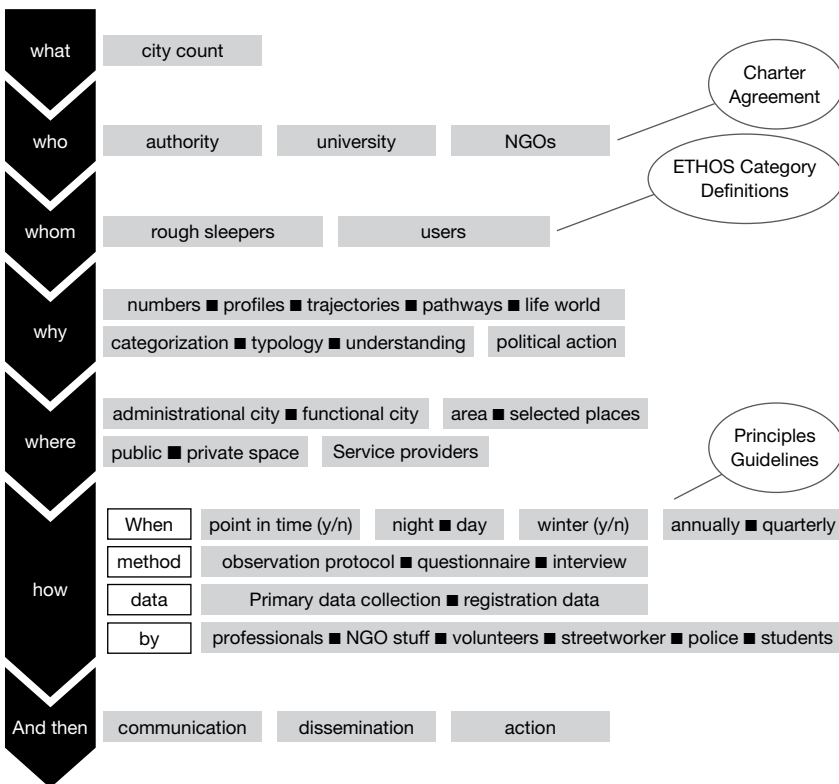 what
city count
Charter
Agreement
who
authority university NGOs
ETHOS Category
Definitions
whom
rough sleepers users
why
numbers ■ profiles ■ trajectories ■ pathways ■ life world
categorization ■ typology ■ understanding political action
where
administrational city ■ functional city area ■ selected places
public ■ private space Service providers
Principles
Guidelines
how
When point in time (y/n) night ■ day winter (y/n) annually ■ quarterly
method observation protocol ■ questionnaire ■ interview
data Primary data collection ■ registration data
by professionals ■ NGO stuff ■ volunteers ■ streetworker ■ police ■ students
And then communication dissemination action